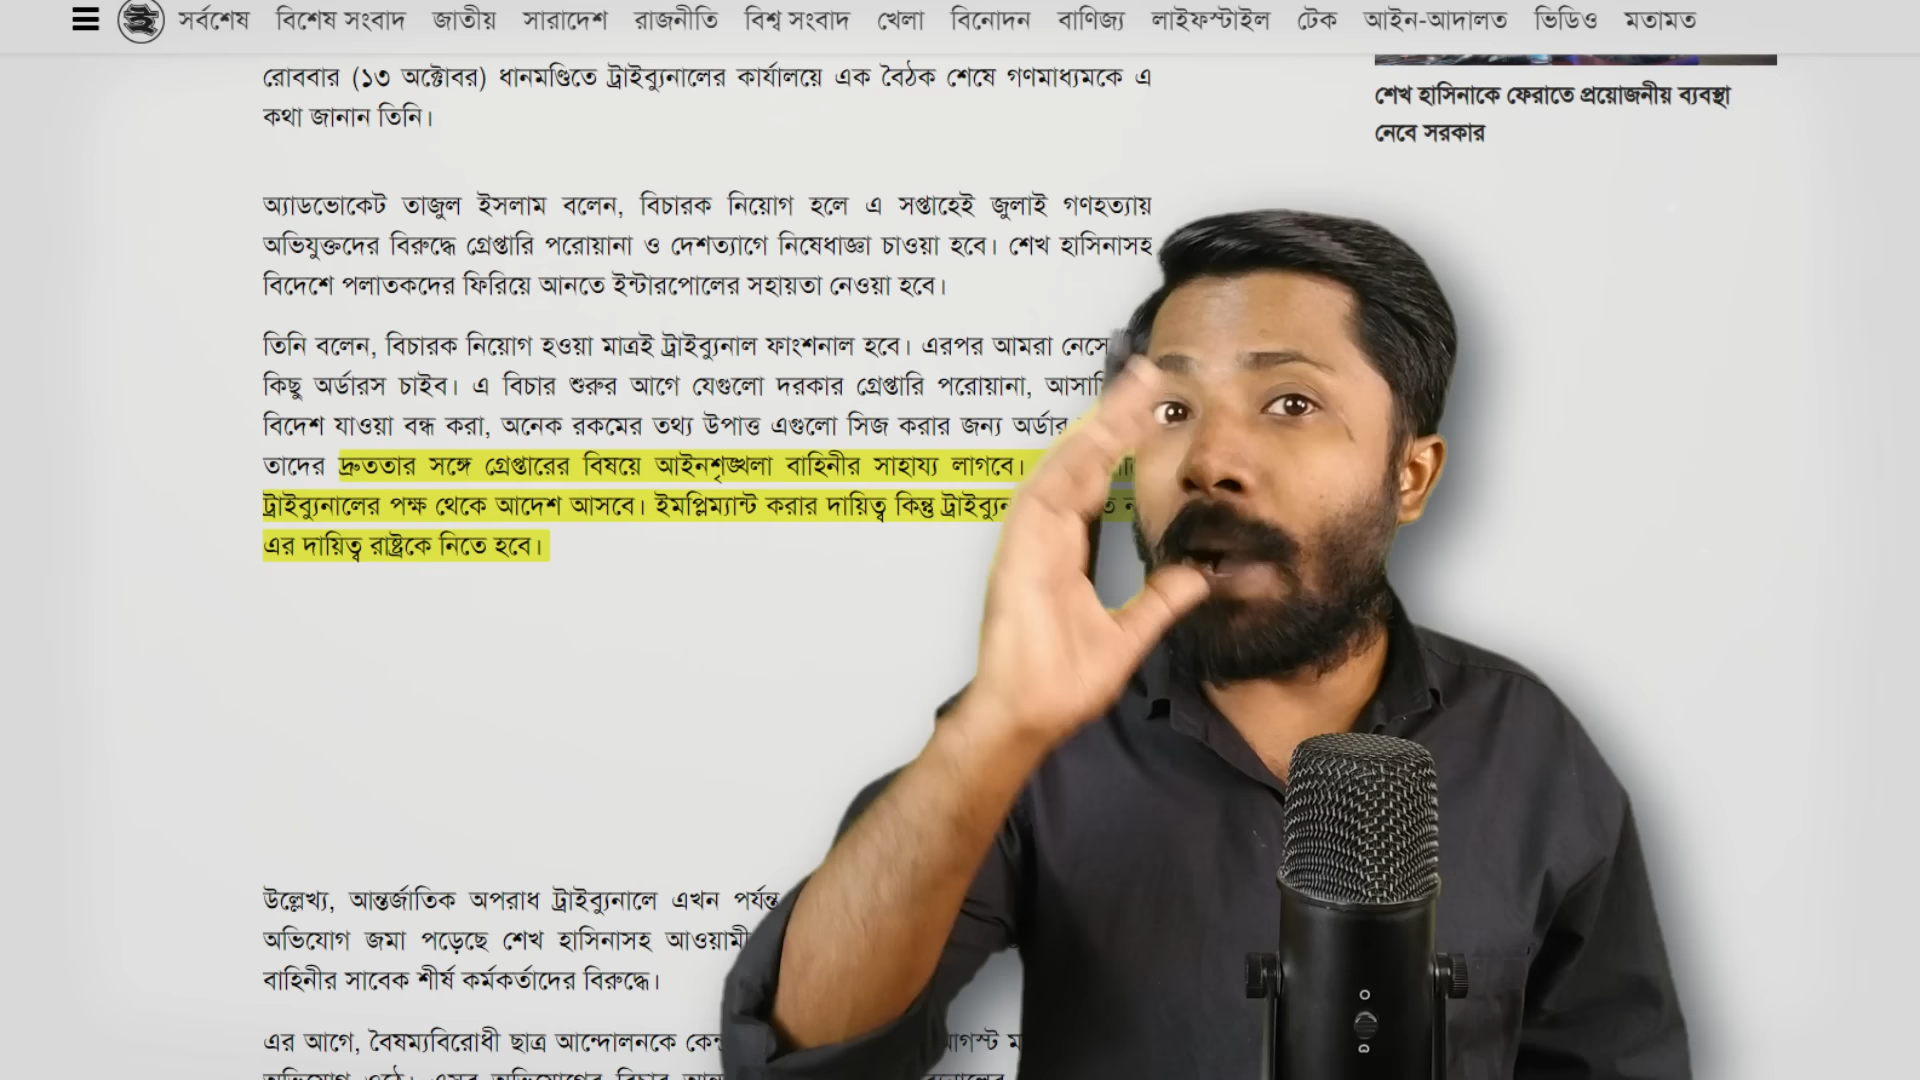 সর্বশেষ বিশেষ সংবাদ জাতীয় সারাদেশ রাজনীতি বিশ্ব সংবাদ খেলা বিনোদন বাণিজ্য লাইফস্টাইল টেক আইন-আদালত ভিডিও মতামত
রোববার (১৩ অক্টোবর) ধানমণ্ডিতে ট্রাইব্যুনালের কার্যালয়ে এক বৈঠক শেষে গণমাধ্যমকে এ
কথা জানান তিনি।
শেখ হাসিনাকে ফেরাতে প্রয়োজনীয় ব্যবস্থা
নেবে সরকার
অ্যাডভোকেট তাজুল ইসলাম বলেন, বিচারক নিয়োগ হলে এ সপ্তাহেই জুলাই গণহত্যায়
অভিযুক্তদের বিরুদ্ধে গ্রেপ্তারি পরোয়ানা ও দেশত্যাগে নিষেধাজ্ঞা চাওয়া হবে। শেখ হাসিনাসহ
বিদেশে পলাতকদের ফিরিয়ে আনতে ইন্টারপোলের সহায়তা নেওয়া হবে।
তিনি বলেন, বিচারক নিয়োগ হওয়া মাত্রই ট্রাইব্যুনাল ফাংশনাল হবে। এরপর আমরা
কিছু অর্ডারস চাইব। এ বিচার শুরুর আগে যেগুলো দরকার গ্রেপ্তারি পরোয়ানা,
বিদেশ যাওয়া বন্ধ করা, অনেক রকমের তথ্য উপাত্ত এগুলো সিজ করার জন্য অর্ডার
তাদের দ্রুততার সঙ্গে গ্রেপ্তারের বিষয়ে আইনশৃঙ্খলা বাহিনীর সাহায্য লাগবে।
ট্রাইব্যুনালের পক্ষ থেকে আদেশ আসবে। ইমপ্লিম্যান্ট করার দায়িত্ব কিন্তু
এর দায়িত্ব রাষ্ট্রকে নিতে হবে।
উল্লেখ্য, আন্তর্জাতিক অপরাধ ট্রাইব্যুনালে এখন পর্যন্ত
অভিযোগ জমা পড়েছে শেখ হাসিনাসহ আওয়ামী
বাহিনীর সাবেক শীর্ষ কর্মকর্তাদের বিরুদ্ধে।
এর আগে, বৈষম্যবিরোধী ছাত্র আন্দোলনকে